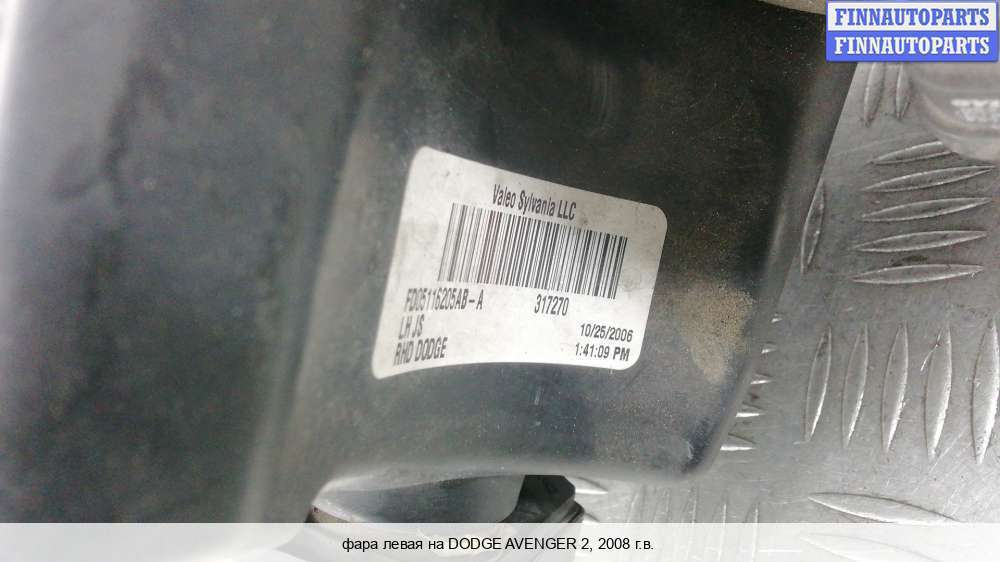 FINNAUTOPARTS
FINNAUTOPARTS
Valeo Sylvania LLC
FD05116205AB-A 317270
LH JS 10/25/2006
RHD DODGE 1:41:09 PM
фара левая на DODGE AVENGER 2, 2008 г.в.